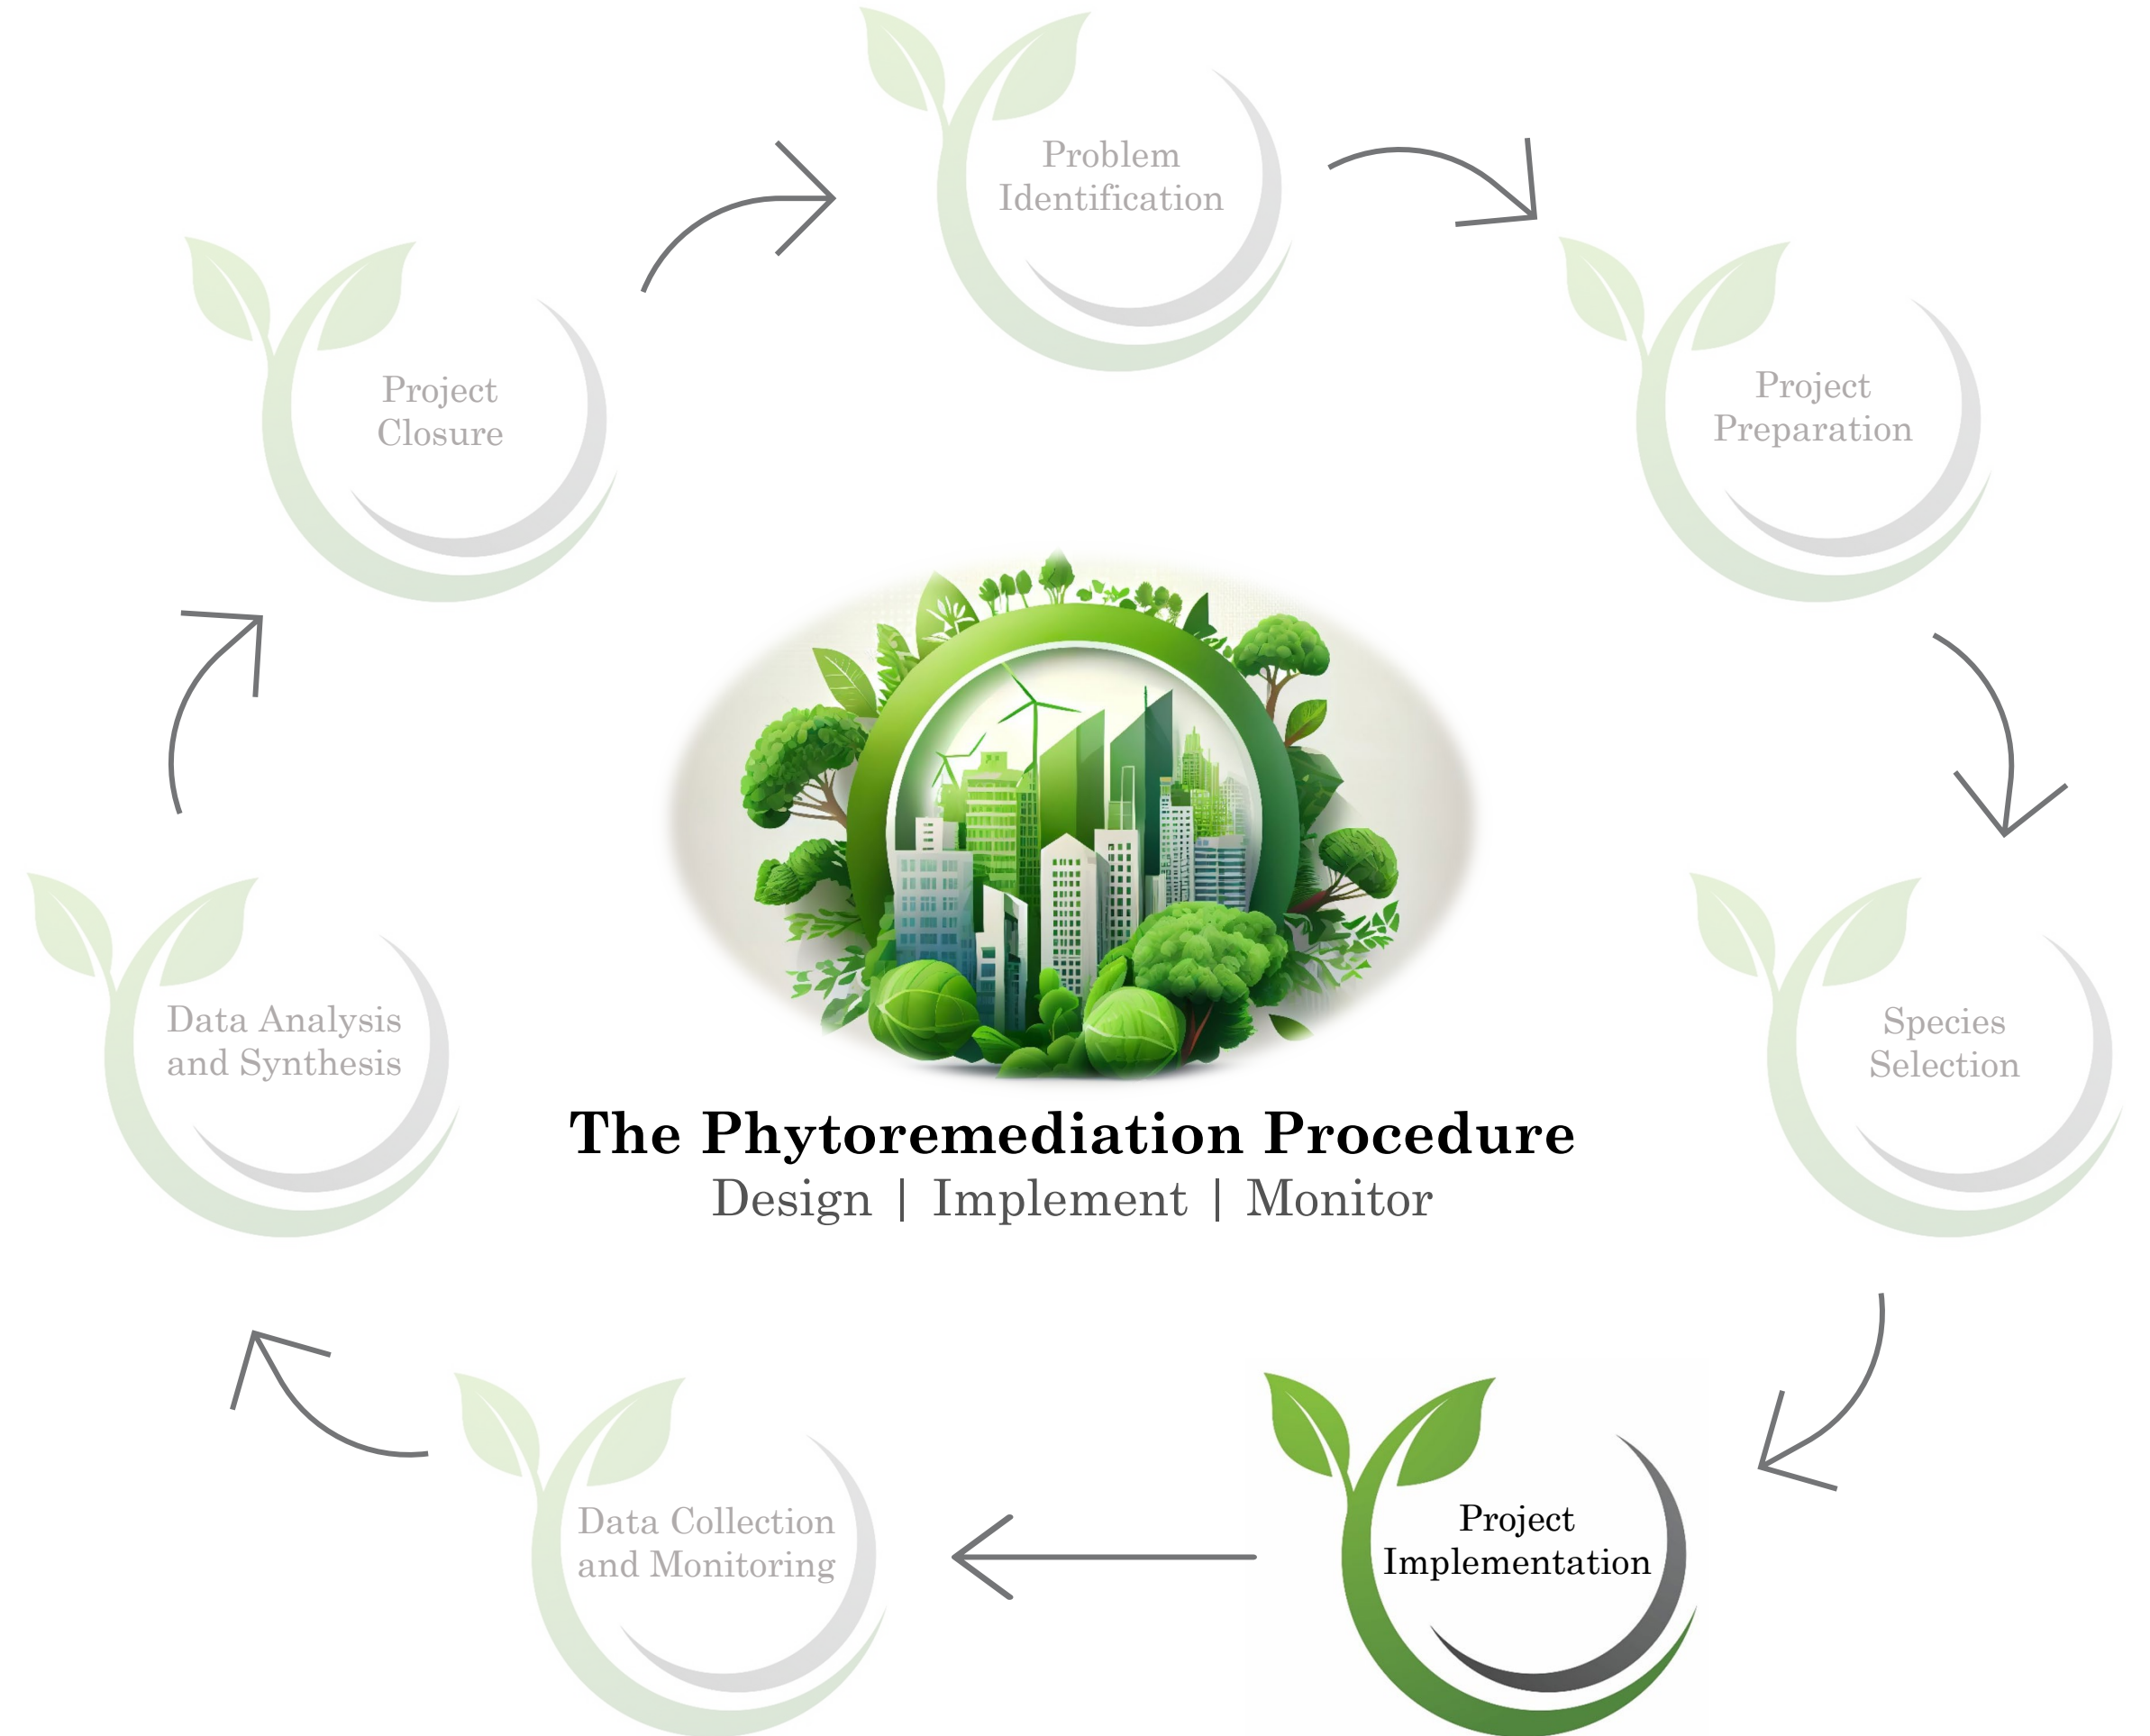 Problem
Identification
Project
Preparation
Species
Selection
Project
Implementation
Data Collection
and Monitoring
Data Analysis
and Synthesis
Project
Closure
The Phytoremediation Procedure
Design | Implement | Monitor